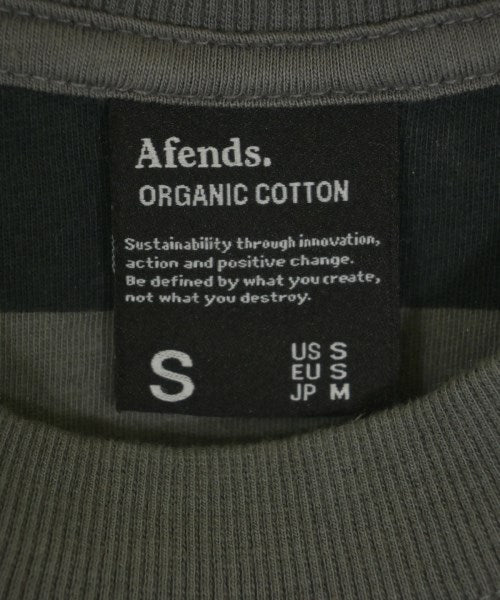 Afends.
ORGANIC COTTON
Sustainability through innovation,
action and positive change.
Be defined by what you create,
not what you destroy.
S
US S
EU S
JP M